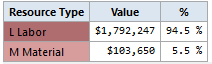 Resource Type Value %
L Labor $1,792,247 94.5 %
M Material $103,650 5.5 %